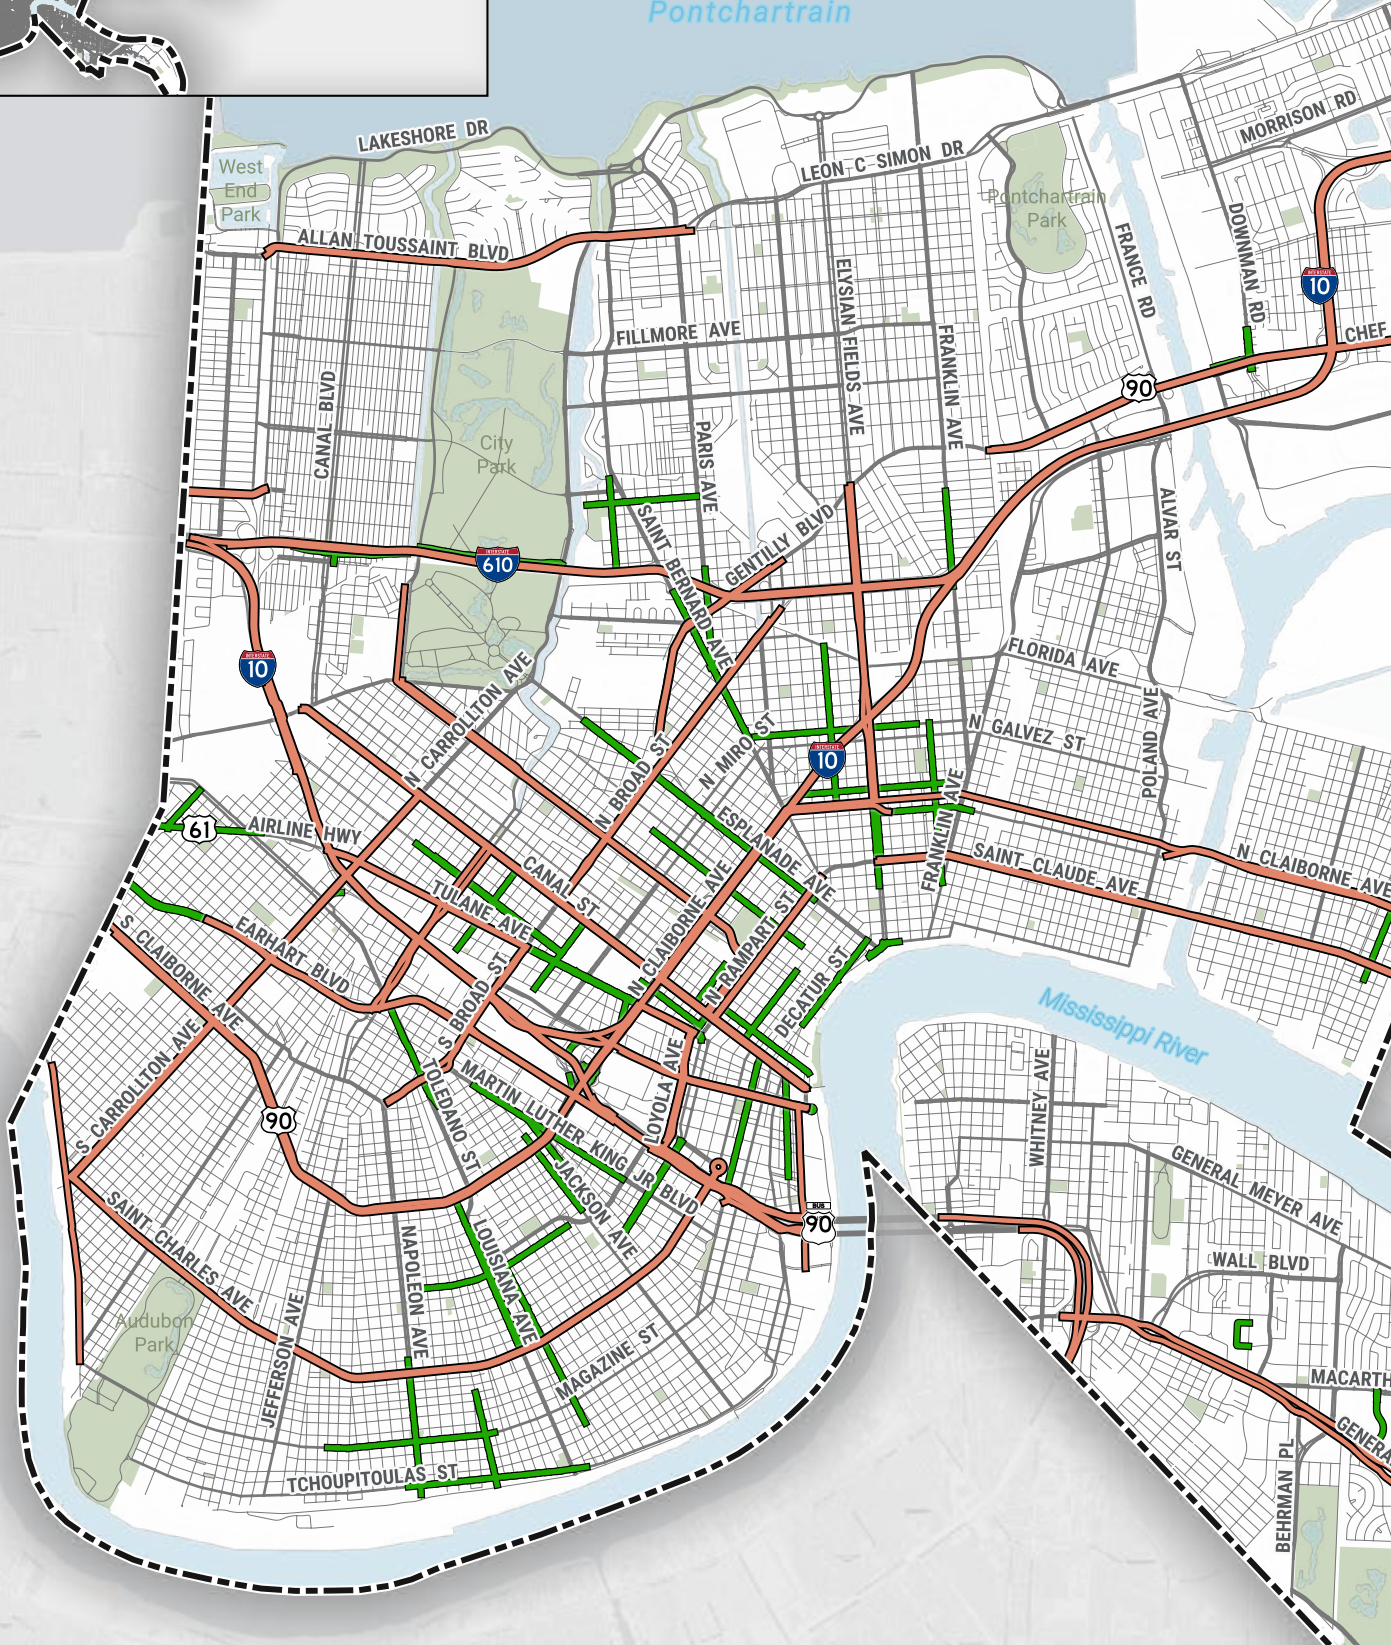 Pontchartrain
LAKESHORE DR
MORRISON RD
West
End
Park
LEON C SIMON DR
Pontchartrain
Park
ALLAN TOUSSAINT BLVD
FRANCE RD
DOWNMAN RD
INTERSTATE
10
FILLMORE AVE
ELYSIAN FIELDS AVE
FRANKLIN AVE
CHEF
90
CANAL BLVD
City
Park
PARIS AVE
SAINT BERNARD AVE
GENTILLY BLVD
ALVAR ST
INTERSTATE
610
INTERSTATE
10
N CARROLLTON AVE
FLORIDA AVE
POLAND AVE
N MIRO ST
N GALVEZ ST
INTERSTATE
10
N BROAD ST
61
AIRLINE HWY
ESPLANADE AVE
FRANKLIN AVE
SAINT CLAUDE AVE
N CLAIBORNE AVE
CANAL ST
TULANE AVE
N CLAIBORNE AVE
N RAMPART ST
DECATUR ST
S CLAIBORNE AVE
EARHART BLVD
S BROAD ST
Mississippi River
S CARROLLTON AVE
TOLEDANO ST
MARTIN LUTHER KING JR BLVD
LOYOLA AVE
WHITNEY AVE
90
GENERAL MEYER AVE
JACKSON AVE
SAINT CHARLES AVE
BUS
90
NAPOLEON AVE
LOUISIANA AVE
WALL BLVD
Audubon
Park
JEFFERSON AVE
MAGAZINE ST
MACARTH
GENERA
TCHOUPITOULAS ST
BEHRMAN PL